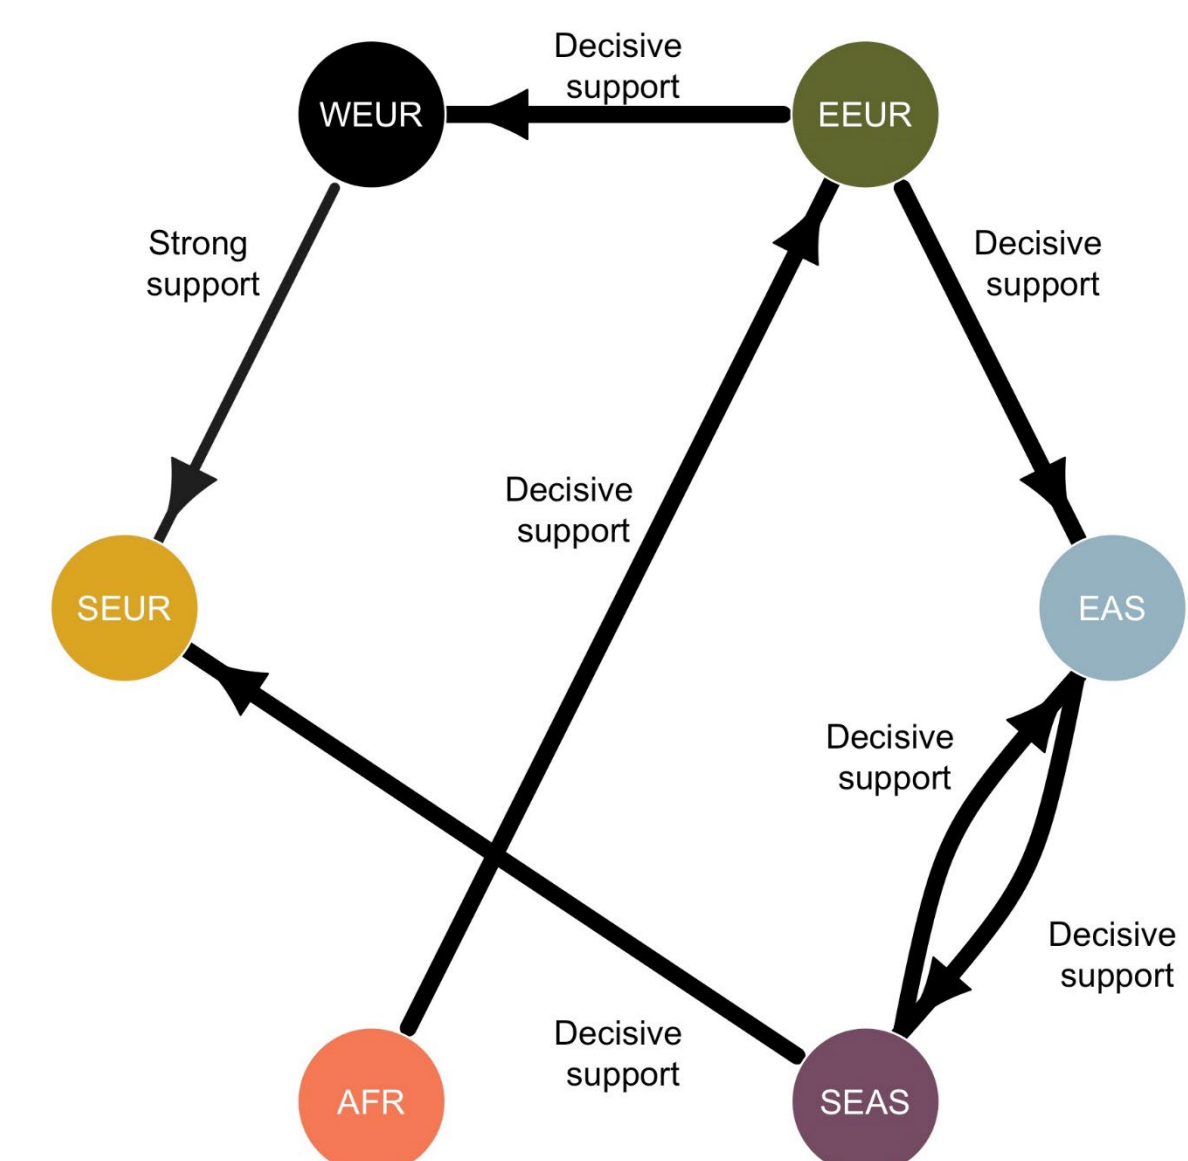 Decisive
support
WEUR
EEUR
Strong
support
Decisive
support
Decisive
support
SEUR
EAS
Decisive
support
Decisive
support
Decisive
support
AFR
SEAS